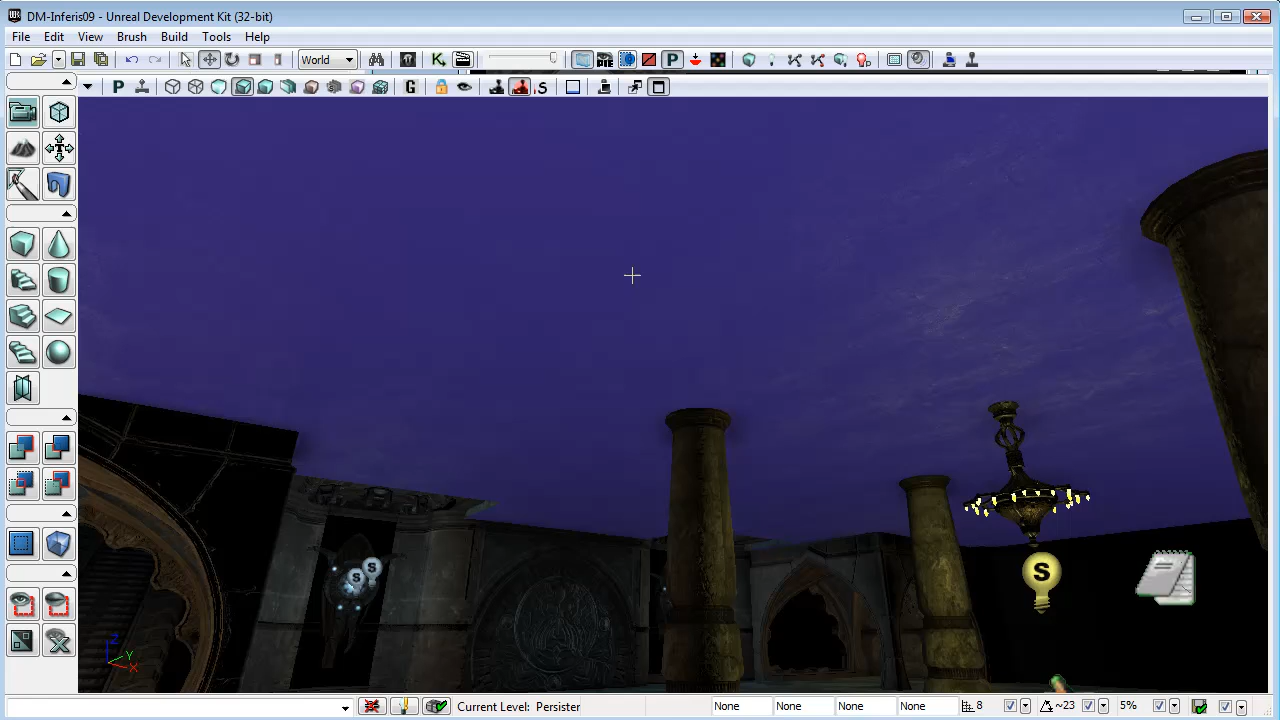 DM-Inferis09 - Unreal Development Kit (32-bit)
File Edit View Brush Build Tools Help
World
P
P G S
S S
S
Z
Y
X
Current Level: Persister None None None None 8 ~23 5%